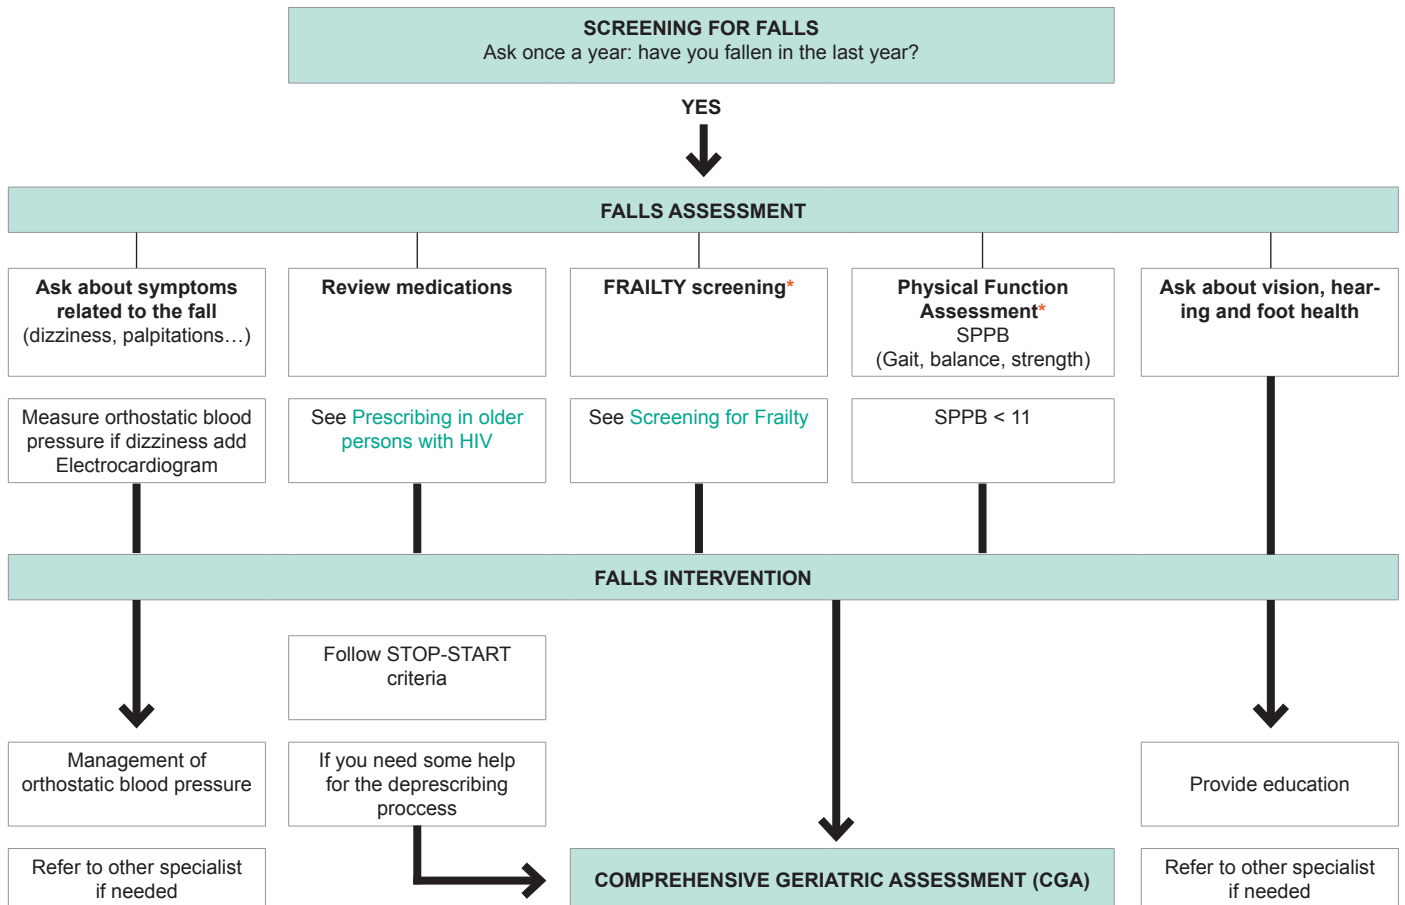 SCREENING FOR FALLS
Ask once a year: have you fallen in the last year?
YES
FALLS ASSESSMENT
Ask about symptoms
related to the fall
(dizziness, palpitations…)
Review medications
FRAILTY screening*
Physical Function
Assessment*
SPPB
(Gait, balance, strength)
Ask about vision, hear-
ing and foot health
Measure orthostatic blood
pressure if dizziness add
Electrocardiogram
See Prescribing in older
persons with HIV
See Screening for Frailty
SPPB < 11
FALLS INTERVENTION
Follow STOP-START
criteria
Management of
orthostatic blood pressure
If you need some help
for the deprescribing
proccess
Provide education
Refer to other specialist
if needed
COMPREHENSIVE GERIATRIC ASSESSMENT (CGA)
Refer to other specialist
if needed